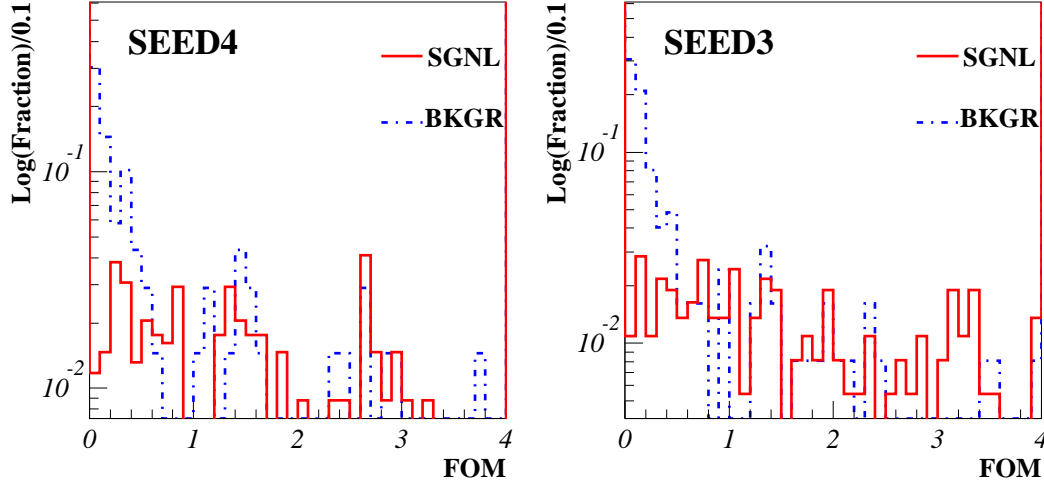 SEED4
SGNL
BKGR
Log(Fraction)/0.1
10^-1
10^-2
0 1 2 3 4
FOM
SEED3
SGNL
BKGR
Log(Fraction)/0.1
10^-1
10^-2
0 1 2 3 4
FOM